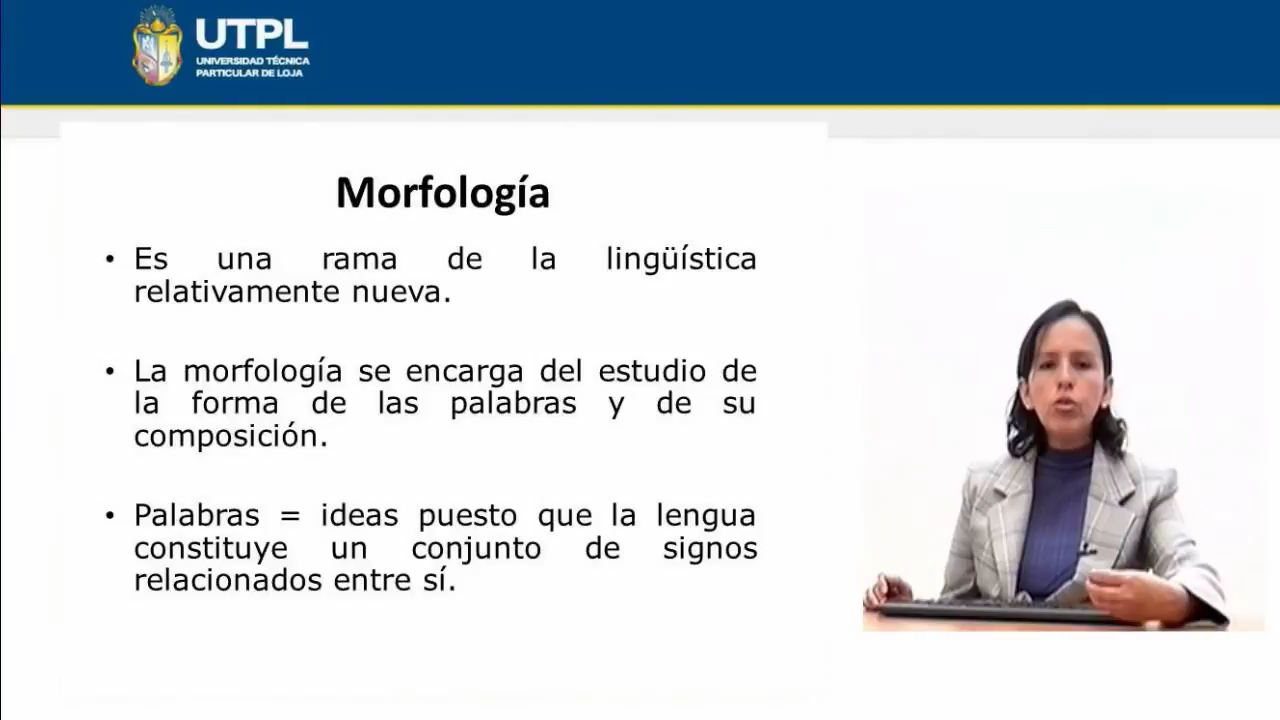 UTPL
UNIVERSIDAD TÉCNICA
PARTICULAR DE LOJA
Morfología
• Es una rama de la lingüística
relativamente nueva.
• La morfología se encarga del estudio de
la forma de las palabras y de su
composición.
• Palabras = ideas puesto que la lengua
constituye un conjunto de signos
relacionados entre sí.